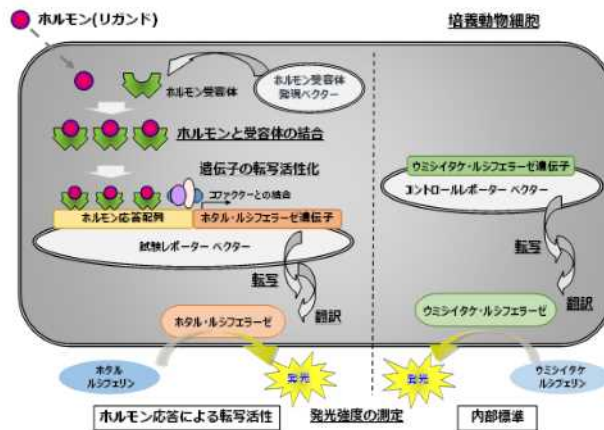 ホルモン(リガンド)
培養動物細胞
ホルモン受容体
ホルモン受容体
発現ベクター
ホルモンと受容体の結合
遺伝子の転写活性化
コファクターとの結合
ホルモン応答配列
ホタル・ルシフェラーゼ遺伝子
試験レポーター ベクター
ウミシイタケ・ルシフェラーゼ遺伝子
コントロールレポーター ベクター
転写
翻訳
転写
翻訳
ホタル・ルシフェラーゼ
ウミシイタケ・ルシフェラーゼ
ホタル
ルシフェリン
発光
発光
ウミシイタケ
ルシフェリン
ホルモン応答による転写活性
発光強度の測定
内部標準